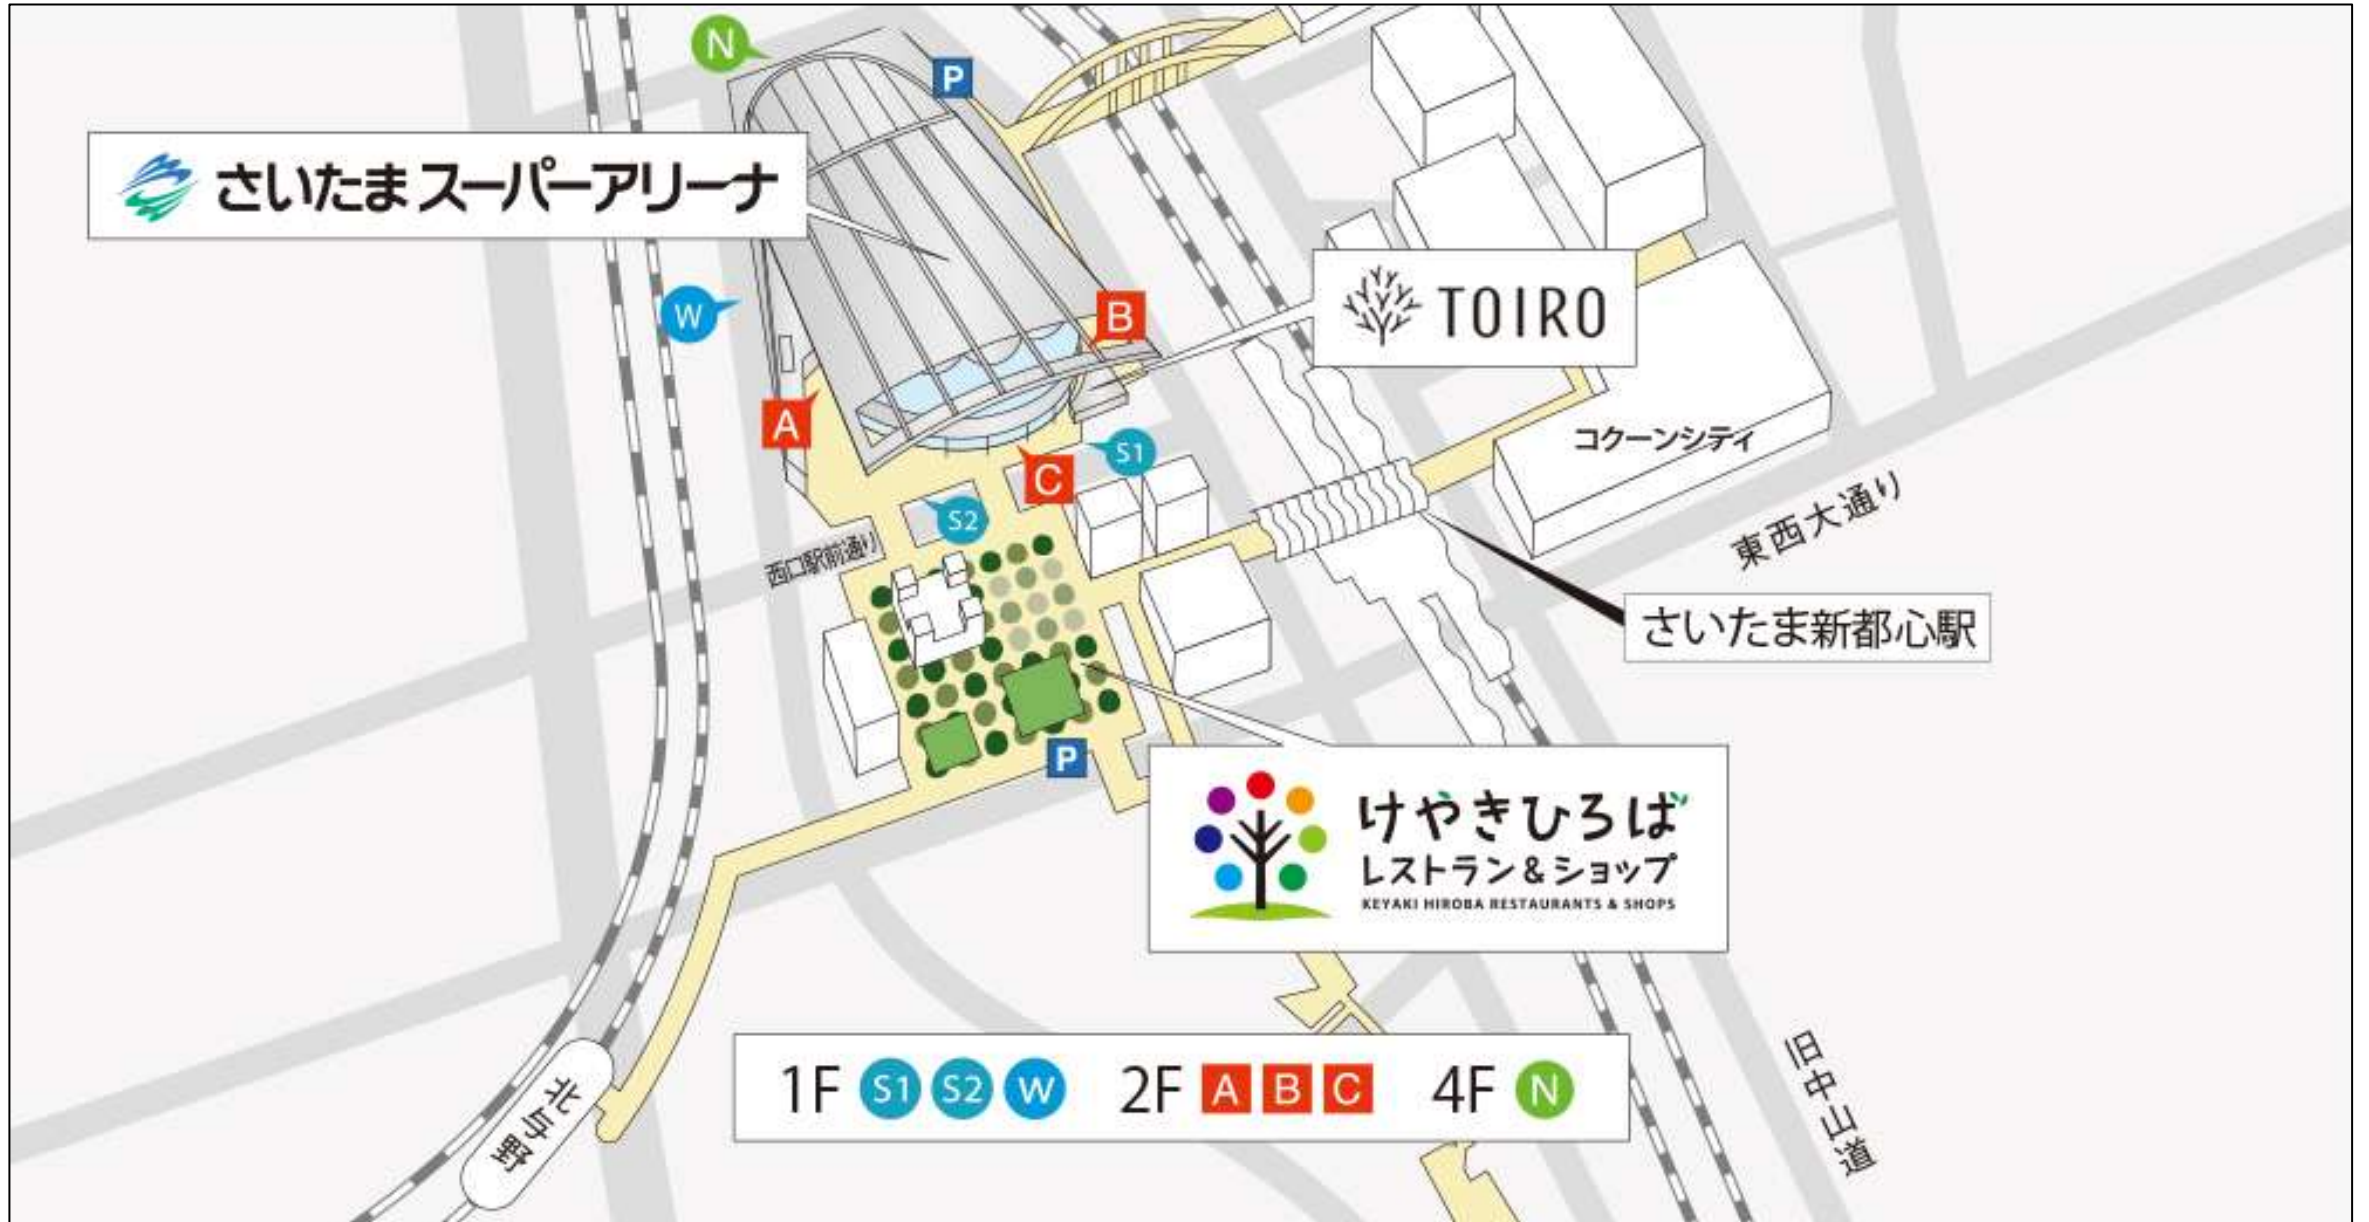 N
P
さいたまスーパーアリーナ
W
B
TOIRO
A
C
S1
S2
コクーンシティ
東西大通り
西口駅前通り
さいたま新都心駅
P
けやきひろば
レストラン&ショップ
KEYAKI HIROBA RESTAURANTS & SHOPS
1F S1 S2 W 2F A B C 4F N
北与野
旧中山道